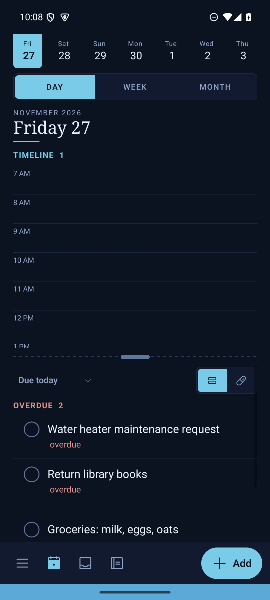 10:08
Fri Sat Sun Mon Tue Wed Thu
27 28 29 30 1 2 3
DAY WEEK MONTH
NOVEMBER 2026
Friday 27
TIMELINE 1
7 AM
8 AM
9 AM
10 AM
11 AM
12 PM
1 PM
Due today
OVERDUE 2
Water heater maintenance request
overdue
Return library books
overdue
Groceries: milk, eggs, oats
Add